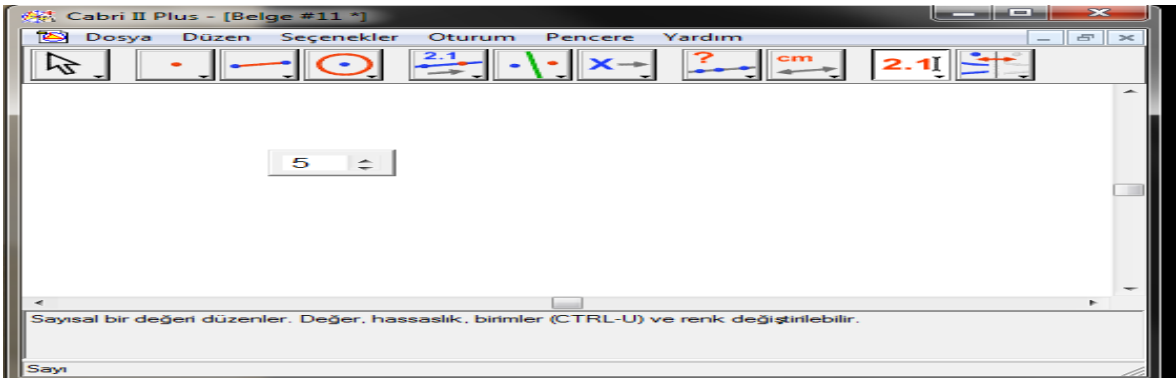 Cabri II Plus - [Belge #11 *]
Dosya Düzen Seçenekler Oturum Pencere Yardım
2.1 X ? cm 2.1
5
Sayısal bir değeri düzenler. Değer, hassaslık, birimler (CTRL-U) ve renk değiştirilebilir.
Sayı